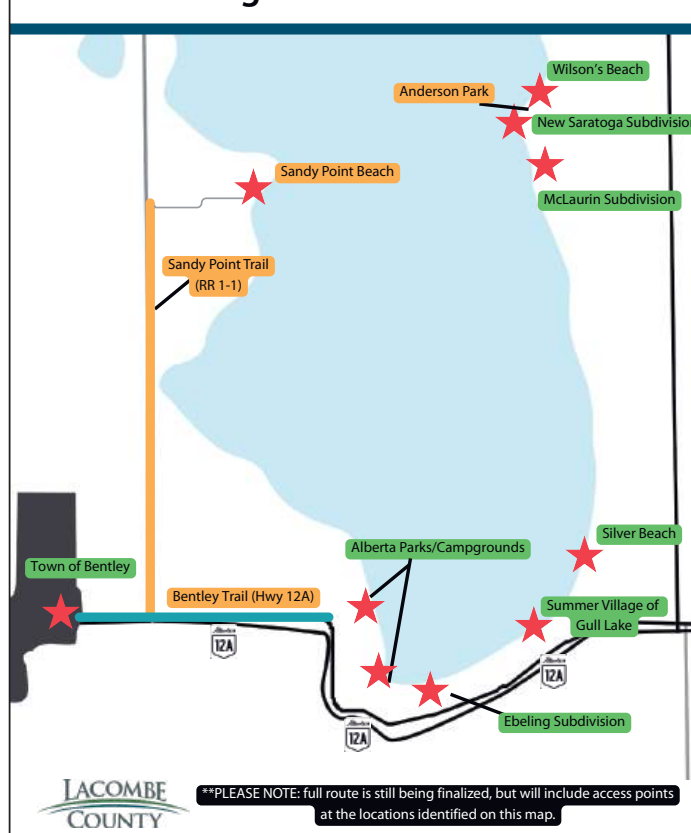 Wilson's Beach
Anderson Park
New Saratoga Subdivision
Sandy Point Beach
McLaurin Subdivision
Sandy Point Trail
(RR 1-1)
Silver Beach
Alberta Parks/Campgrounds
Town of Bentley
Bentley Trail (Hwy 12A)
Summer Village of
Gull Lake
Alberta
12A
Alberta
12A
Alberta
12A
Ebeling Subdivision
LACOMBE
COUNTY
**PLEASE NOTE: full route is still being finalized, but will include access points
at the locations identified on this map.